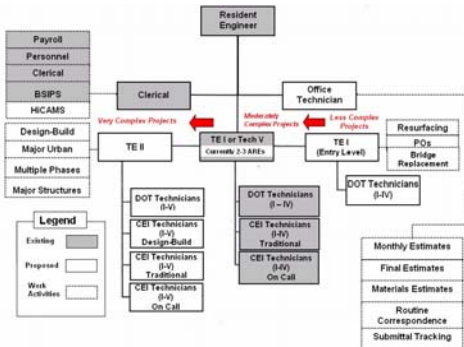 Resident
Engineer
Payroll
Personnel
Clerical
BSIPS
HiCAMS
Clerical
Office
Technician
Very Complex Projects
Moderately
Complex Projects
Less Complex
Projects
Design-Build
Major Urban
Multiple Phases
Major Structures
TE II
TE I or Tech V
Currently 2-3 AREs
TE I
(Entry Level)
Resurfacing
POs
Bridge
Replacement
DOT Technicians
(I-V)
CEI Technicians
(I-V)
Design-Build
CEI Technicians
(I-V)
Traditional
CEI Technicians
(I-V)
On Call
DOT Technicians
(I – IV)
CEI Technicians
(I-IV)
Traditional
CEI Technicians
(I-IV)
On Call
DOT Technicians
(I-IV)
Legend
Existing
Proposed
Work
Activities
Monthly Estimates
Final Estimates
Materials Estimates
Routine
Correspondence
Submittal Tracking